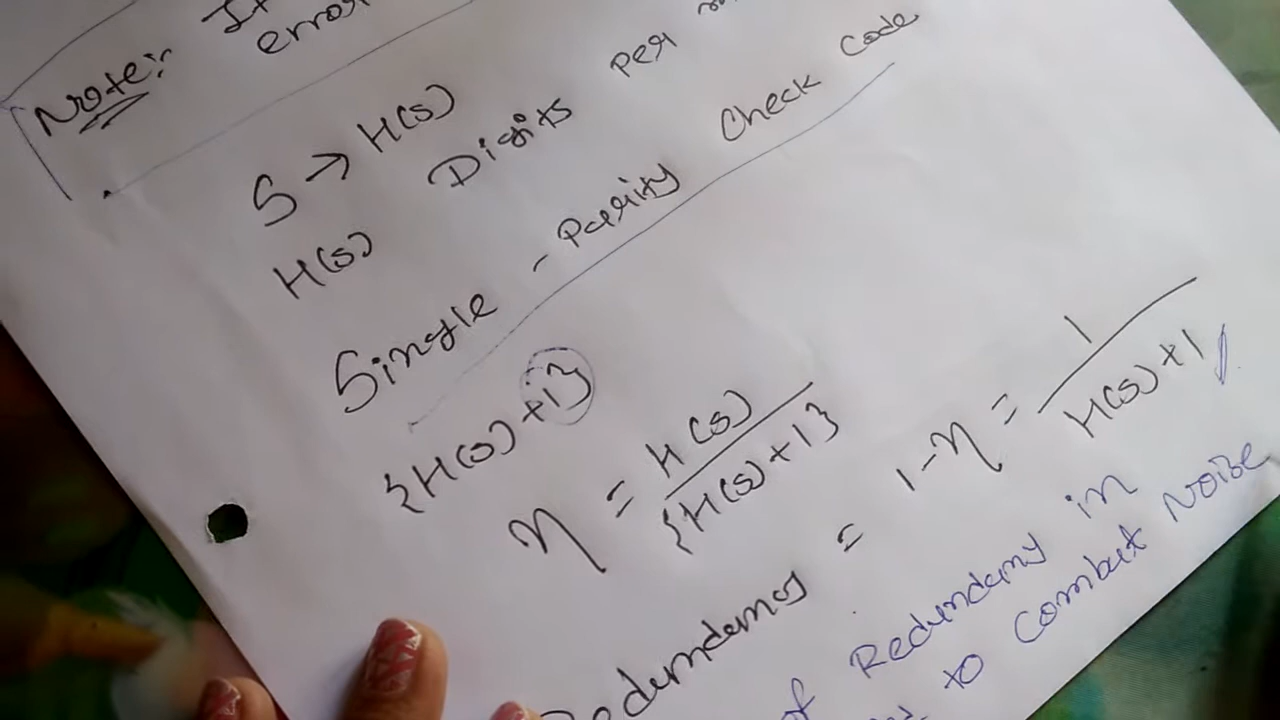 Note:- It
error
S → H(S)
H(S) Digits per
Single - Parity Check Code
{H(S)+1}
η = H(S) / {H(S)+1}
= 1-η = 1 / H(S)+1
of Redundancy in
to Combat Noise